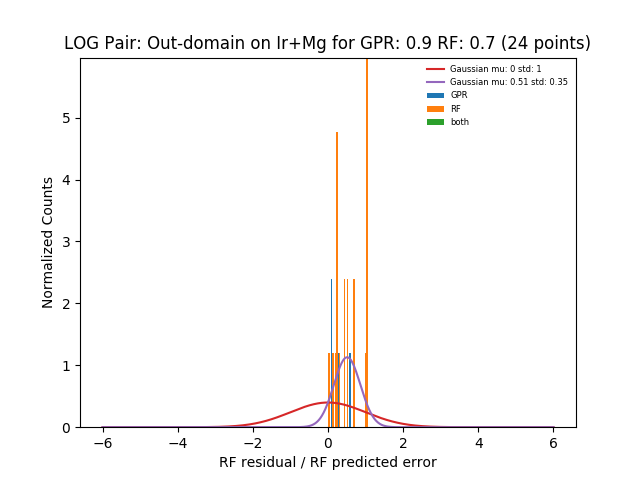 LOG Pair: Out-domain on Ir+Mg for GPR: 0.9 RF: 0.7 (24 points)
Gaussian mu: 0 std: 1
Gaussian mu: 0.51 std: 0.35
GPR
RF
both
Normalized Counts
5
4
3
2
1
0
−6 −4 −2 0 2 4 6
RF residual / RF predicted error